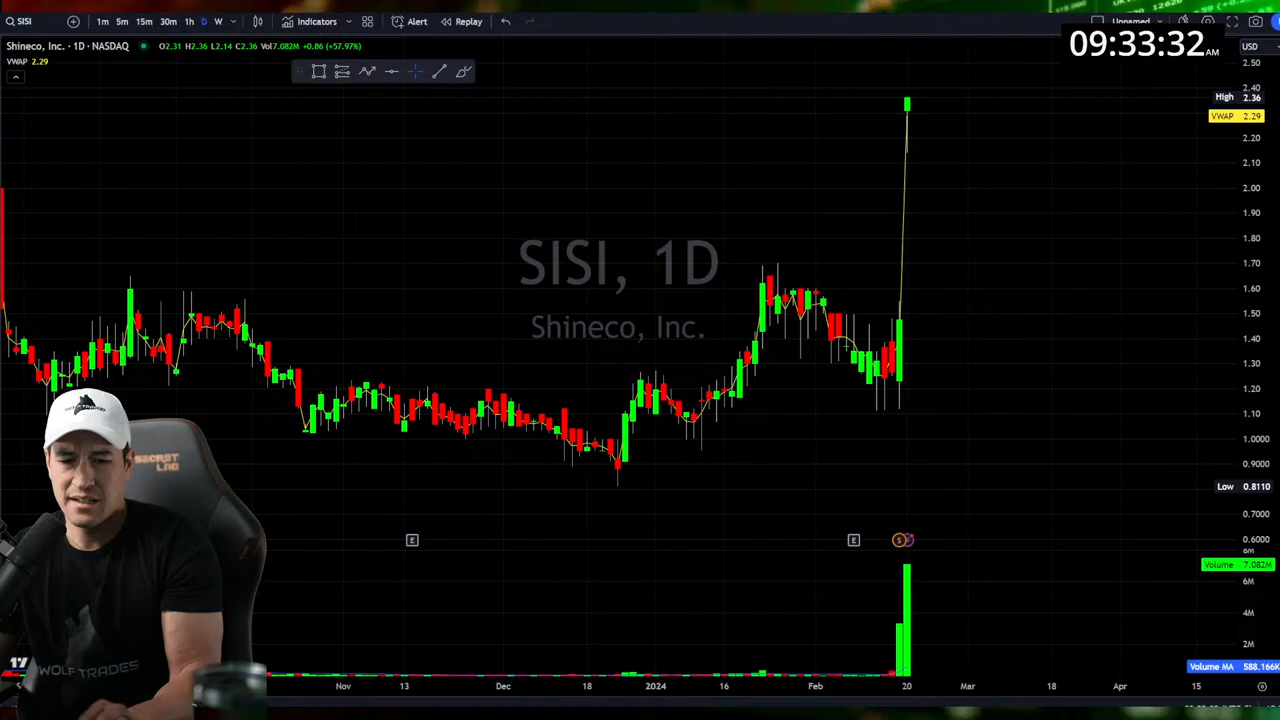 SISI
1m 5m 15m 30m 1h D W
Indicators
Alert
Replay
Unnamed
09:33:32 AM
Shineco, Inc. · 1D · NASDAQ
O2.31 H2.36 L2.14 C2.36 Vol7.082M +0.86 (+57.97%)
VWAP 2.29
USD
2.50
2.40
High 2.36
VWAP 2.29
2.20
2.10
2.00
1.90
1.80
1.70
1.60
1.50
1.40
1.30
1.20
1.10
1.0000
0.9000
Low 0.8110
0.7000
0.6000
8M
Volume 7.082M
6M
4M
2M
Volume MA 588.166K
SISI, 1D
Shineco, Inc.
E
E
S
SECRET
LAB
WOLF TRADES
Nov 13 Dec 18 2024 16 Feb 20 Mar 18 Apr 15